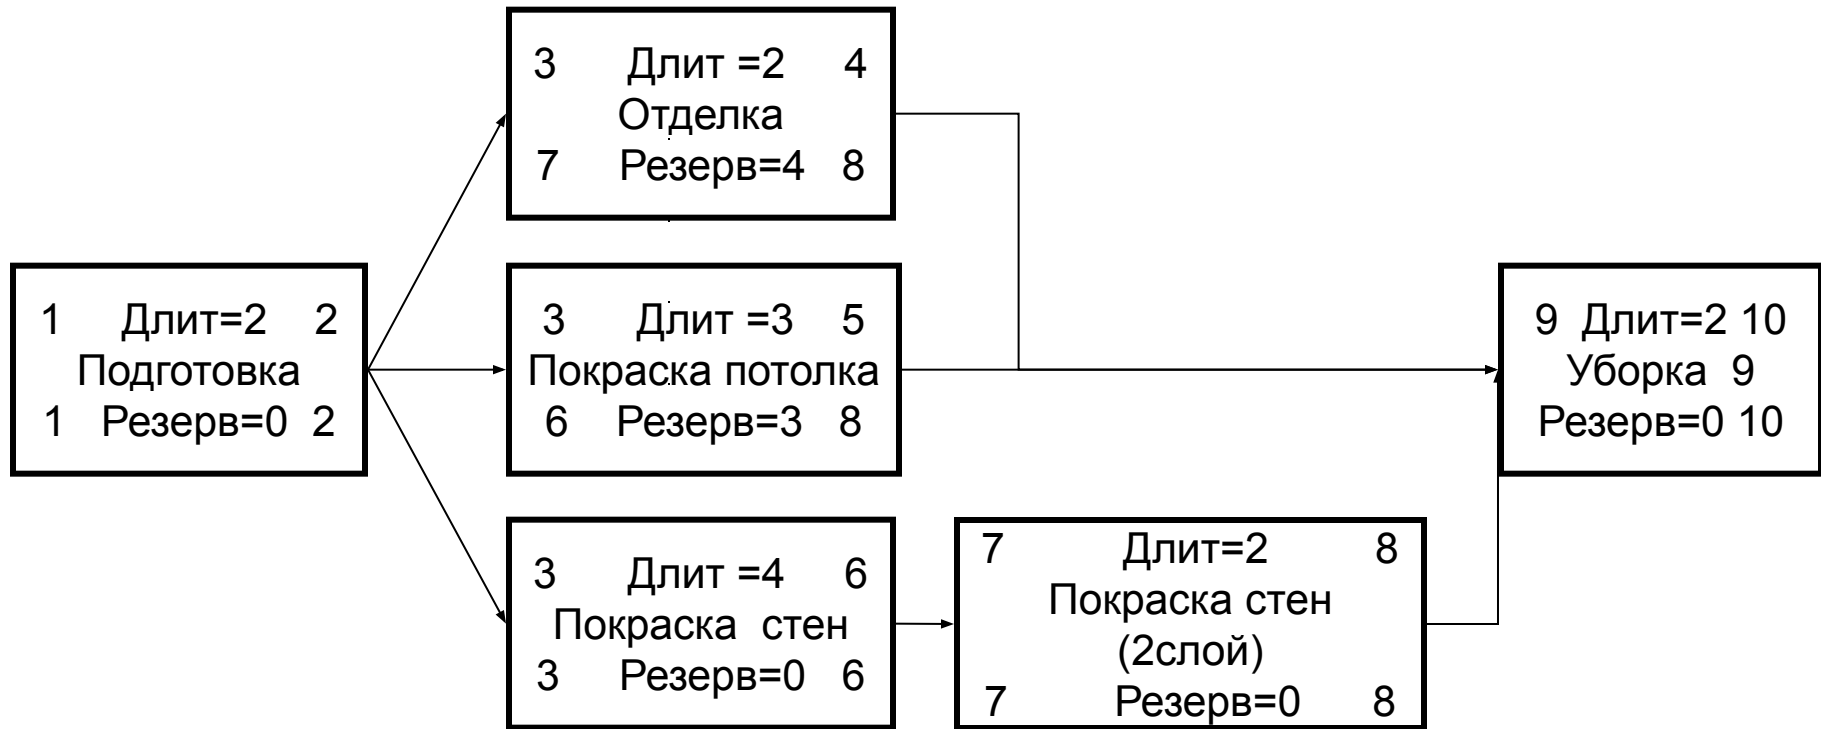 3 Длит =2 4
Отделка
7 Резерв=4 8
1 Длит=2 2
Подготовка
1 Резерв=0 2
3 Длит =3 5
Покраска потолка
6 Резерв=3 8
9 Длит=2 10
Уборка 9
Резерв=0 10
3 Длит =4 6
Покраска стен
3 Резерв=0 6
7 Длит=2 8
Покраска стен
(2слой)
7 Резерв=0 8